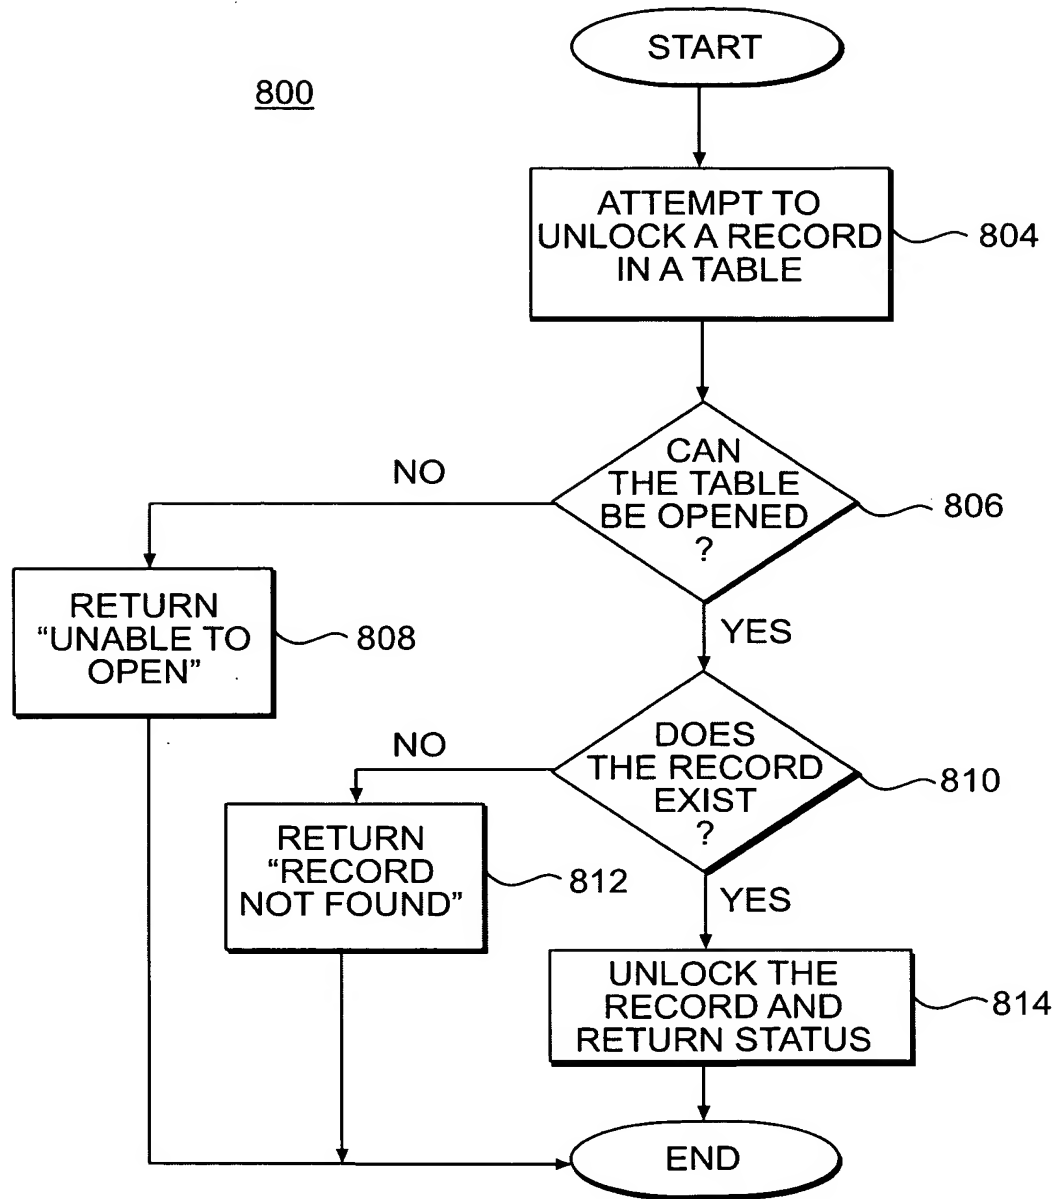 START
800
ATTEMPT TO
UNLOCK A RECORD
IN A TABLE
804
CAN
THE TABLE
BE OPENED
?
806
NO
YES
RETURN
“UNABLE TO
OPEN”
808
DOES
THE RECORD
EXIST
?
810
NO
YES
RETURN
“RECORD
NOT FOUND”
812
UNLOCK THE
RECORD AND
RETURN STATUS
814
END